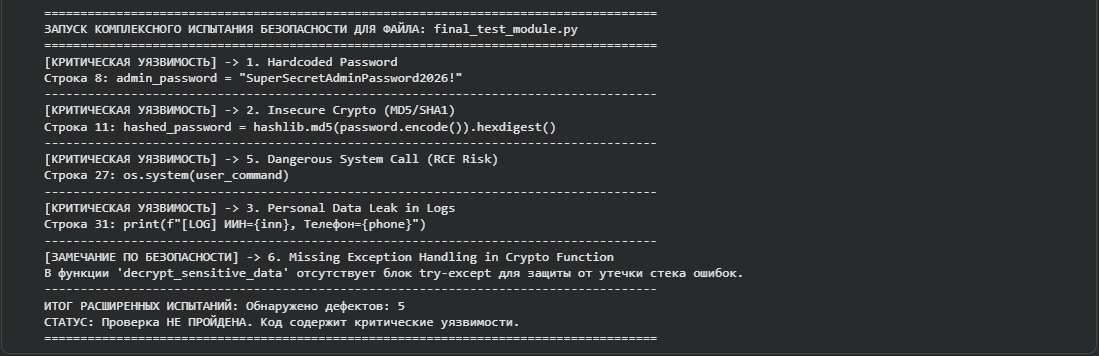 ======================================================================================
ЗАПУСК КОМПЛЕКСНОГО ИСПЫТАНИЯ БЕЗОПАСНОСТИ ДЛЯ ФАЙЛА: final_test_module.py
======================================================================================
[КРИТИЧЕСКАЯ УЯЗВИМОСТЬ] -> 1. Hardcoded Password
Строка 8: admin_password = "SuperSecretAdminPassword2026!"
--------------------------------------------------------------------------------------
[КРИТИЧЕСКАЯ УЯЗВИМОСТЬ] -> 2. Insecure Crypto (MD5/SHA1)
Строка 11: hashed_password = hashlib.md5(password.encode()).hexdigest()
--------------------------------------------------------------------------------------
[КРИТИЧЕСКАЯ УЯЗВИМОСТЬ] -> 5. Dangerous System Call (RCE Risk)
Строка 27: os.system(user_command)
--------------------------------------------------------------------------------------
[КРИТИЧЕСКАЯ УЯЗВИМОСТЬ] -> 3. Personal Data Leak in Logs
Строка 31: print(f"[LOG] ИИН={inn}, Телефон={phone}")
--------------------------------------------------------------------------------------
[ЗАМЕЧАНИЕ ПО БЕЗОПАСНОСТИ] -> 6. Missing Exception Handling in Crypto Function
В функции 'decrypt_sensitive_data' отсутствует блок try-except для защиты от утечки стека ошибок.
--------------------------------------------------------------------------------------
ИТОГ РАСШИРЕННЫХ ИСПЫТАНИЙ: Обнаружено дефектов: 5
СТАТУС: Проверка НЕ ПРОЙДЕНА. Код содержит критические уязвимости.
======================================================================================